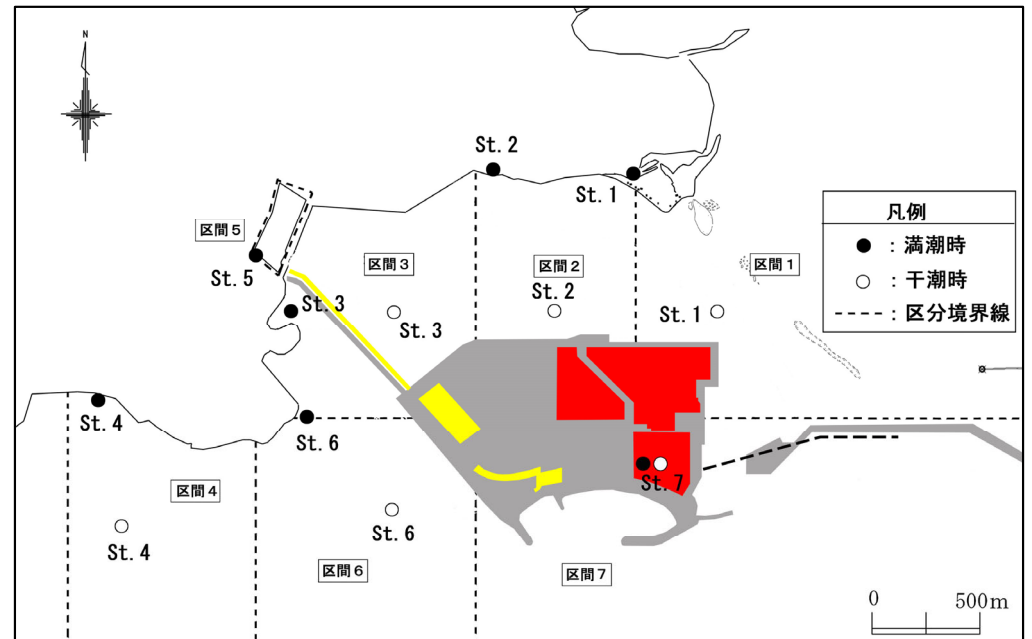 N
St. 2
St. 1
凡例
● : 満潮時
○ : 干潮時
----- : 区分境界線
区間5
St. 5
区間3
区間2
区間1
St. 3
St. 3
St. 2
St. 1
St. 4
St. 6
St. 7
区間4
St. 4
St. 6
区間6
区間7
0 500m